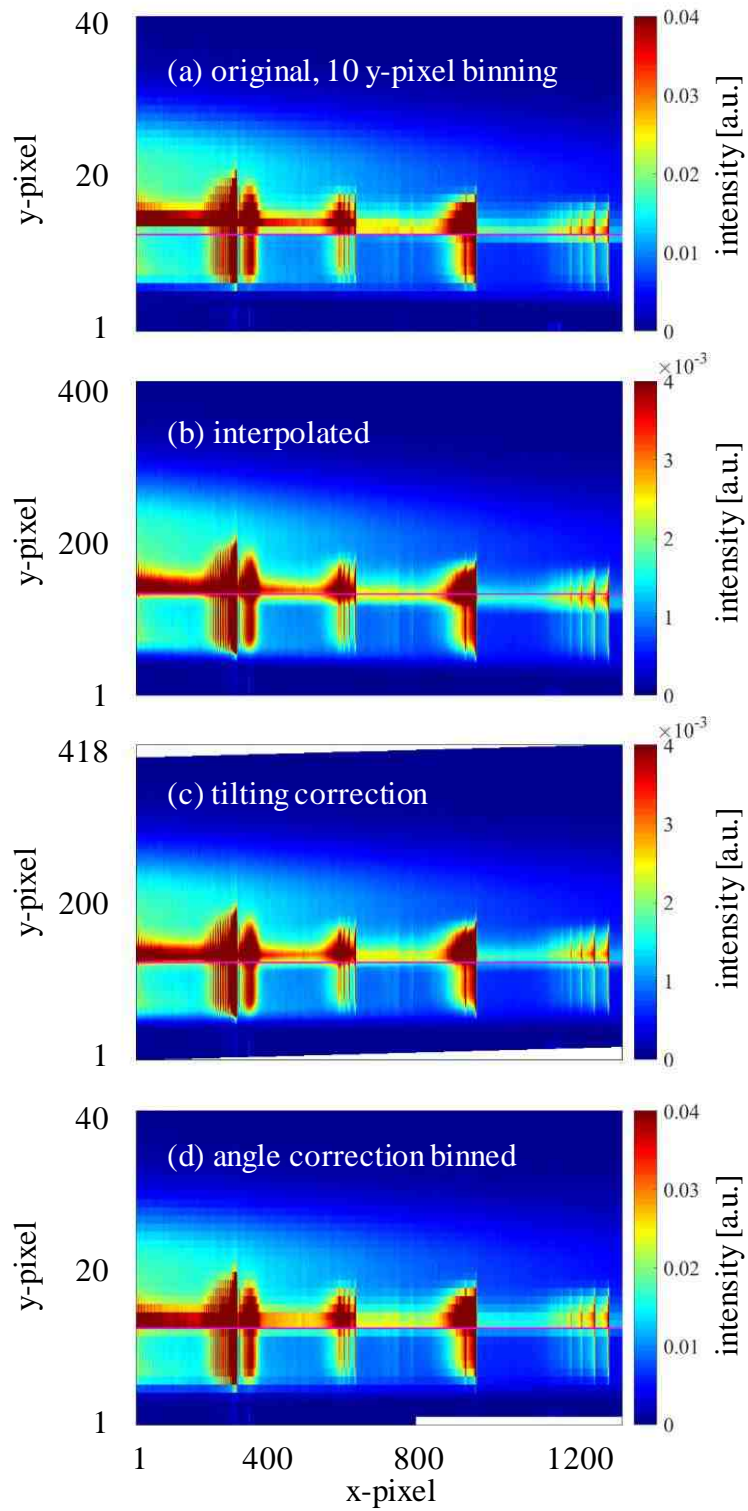 40
20
1
y-pixel
(a) original, 10 y-pixel binning
0.04
0.03
0.02
0.01
0
intensity [a.u.]
400
200
1
y-pixel
(b) interpolated
×10⁻³
4
3
2
1
0
intensity [a.u.]
418
200
1
y-pixel
(c) tilting correction
×10⁻³
4
3
2
1
0
intensity [a.u.]
40
20
1
y-pixel
(d) angle correction binned
0.04
0.03
0.02
0.01
0
intensity [a.u.]
1 400 800 1200
x-pixel